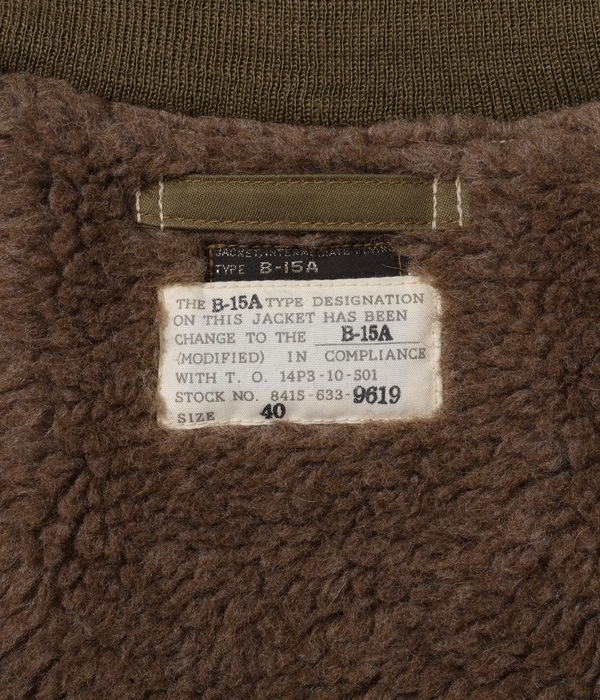 JACKET, INTERMEDIATE FLYING
TYPE B-15A
THE B-15A TYPE DESIGNATION
ON THIS JACKET HAS BEEN
CHANGE TO THE B-15A
(MODIFIED) IN COMPLIANCE
WITH T. O. 14P3-10-501
STOCK NO. 8415-633-9619
SIZE 40